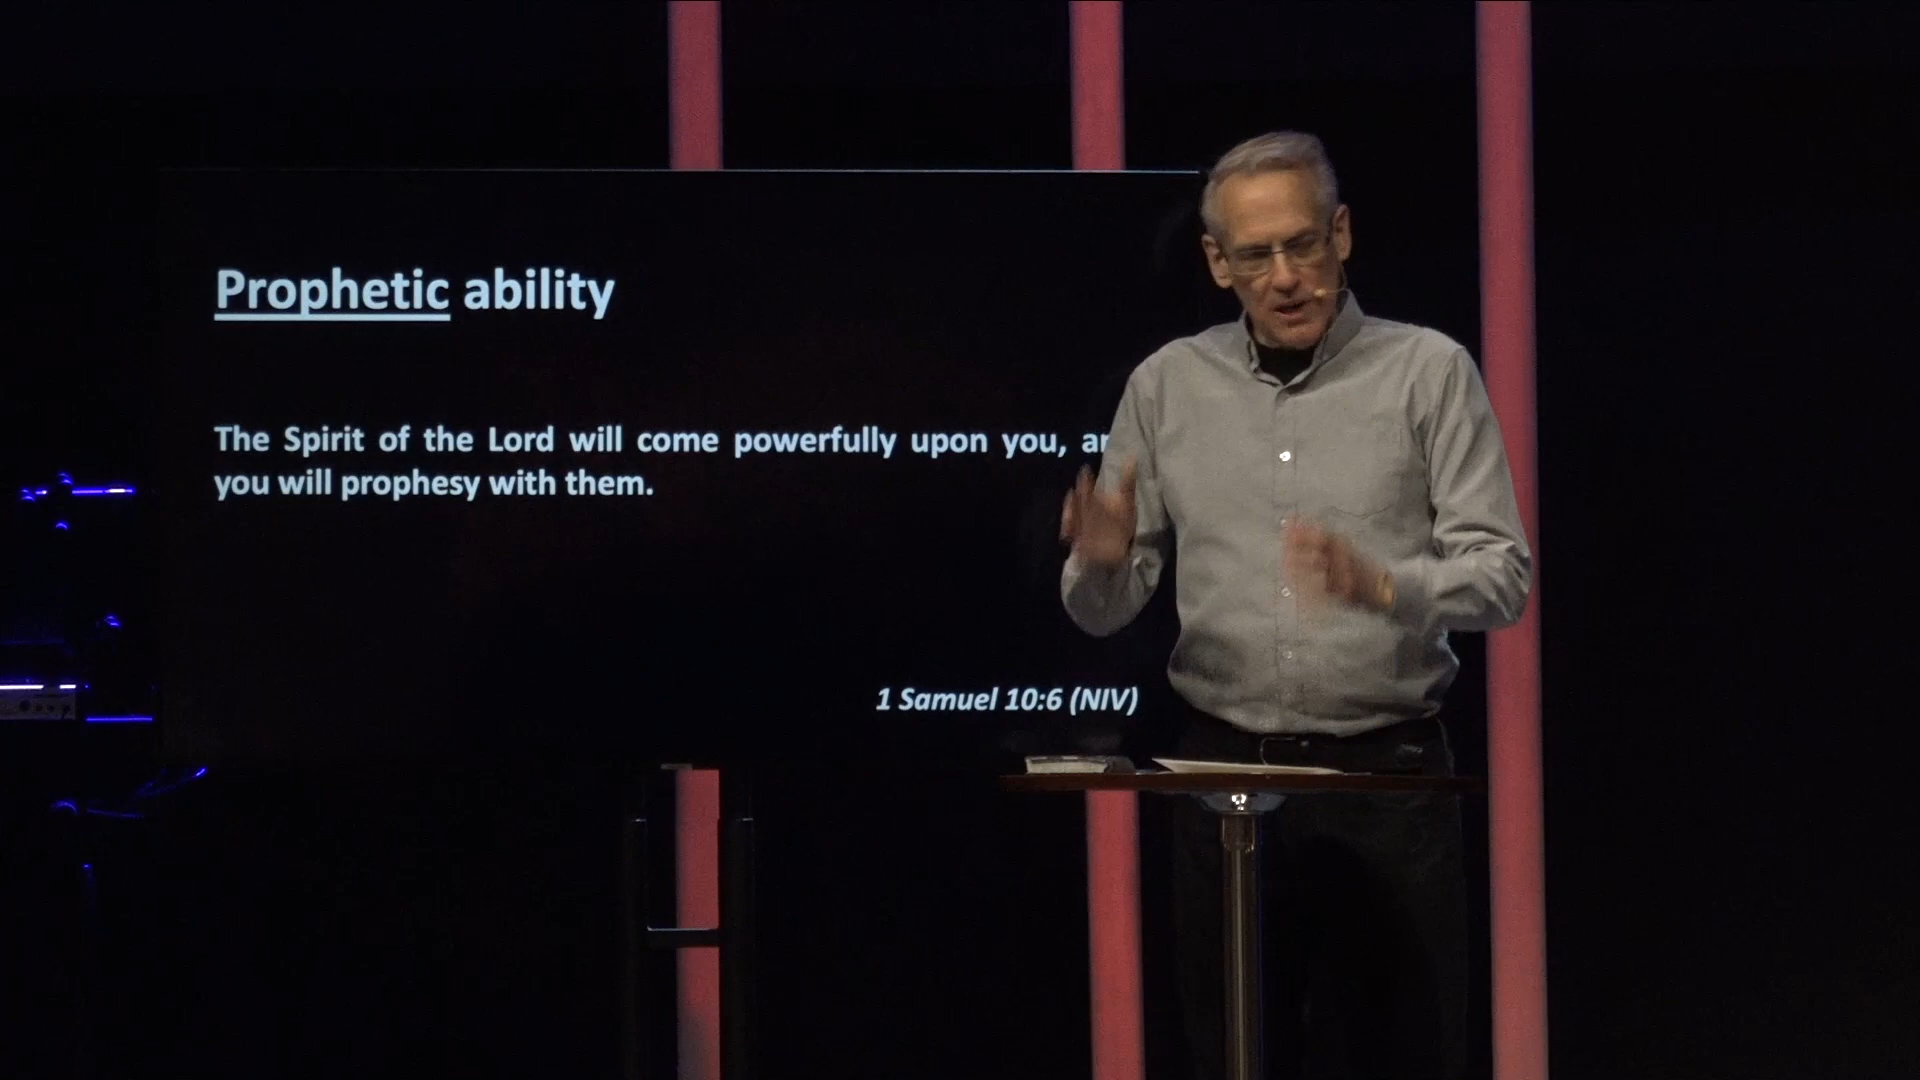 Prophetic ability
The Spirit of the Lord will come powerfully upon you,
you will prophesy with them.
1 Samuel 10:6 (NIV)